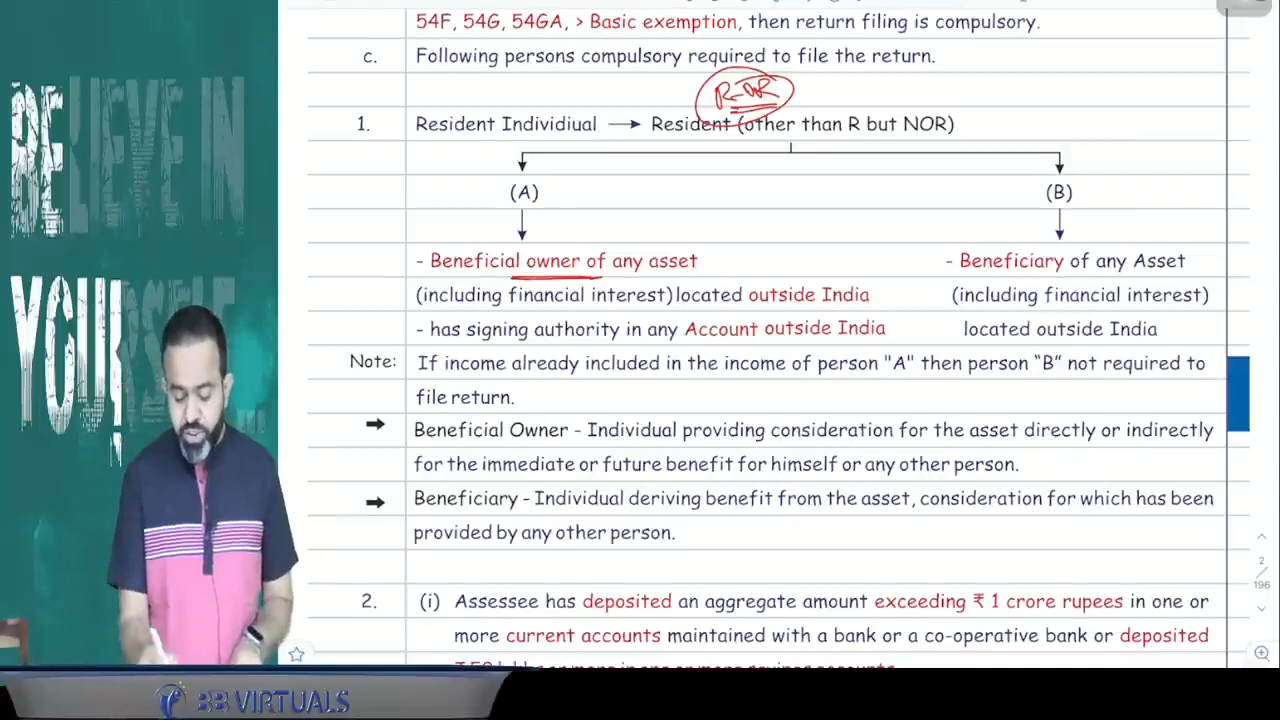 54F, 54G, 54GA, > Basic exemption, then return filing is compulsory.
c. Following persons compulsory required to file the return.
R-OR
1. Resident Individiual → Resident (other than R but NOR)
(A) (B)
- Beneficial owner of any asset - Beneficiary of any Asset
(including financial interest) located outside India (including financial interest)
- has signing authority in any Account outside India located outside India
Note: If income already included in the income of person "A" then person “B” not required to
file return.
➡ Beneficial Owner - Individual providing consideration for the asset directly or indirectly
for the immediate or future benefit for himself or any other person.
➡ Beneficiary - Individual deriving benefit from the asset, consideration for which has been
provided by any other person.
2. (i) Assessee has deposited an aggregate amount exceeding ₹ 1 crore rupees in one or
more current accounts maintained with a bank or a co-operative bank or deposited
2
/
196
BELIEVE IN
YOURSELF
BB VIRTUALS